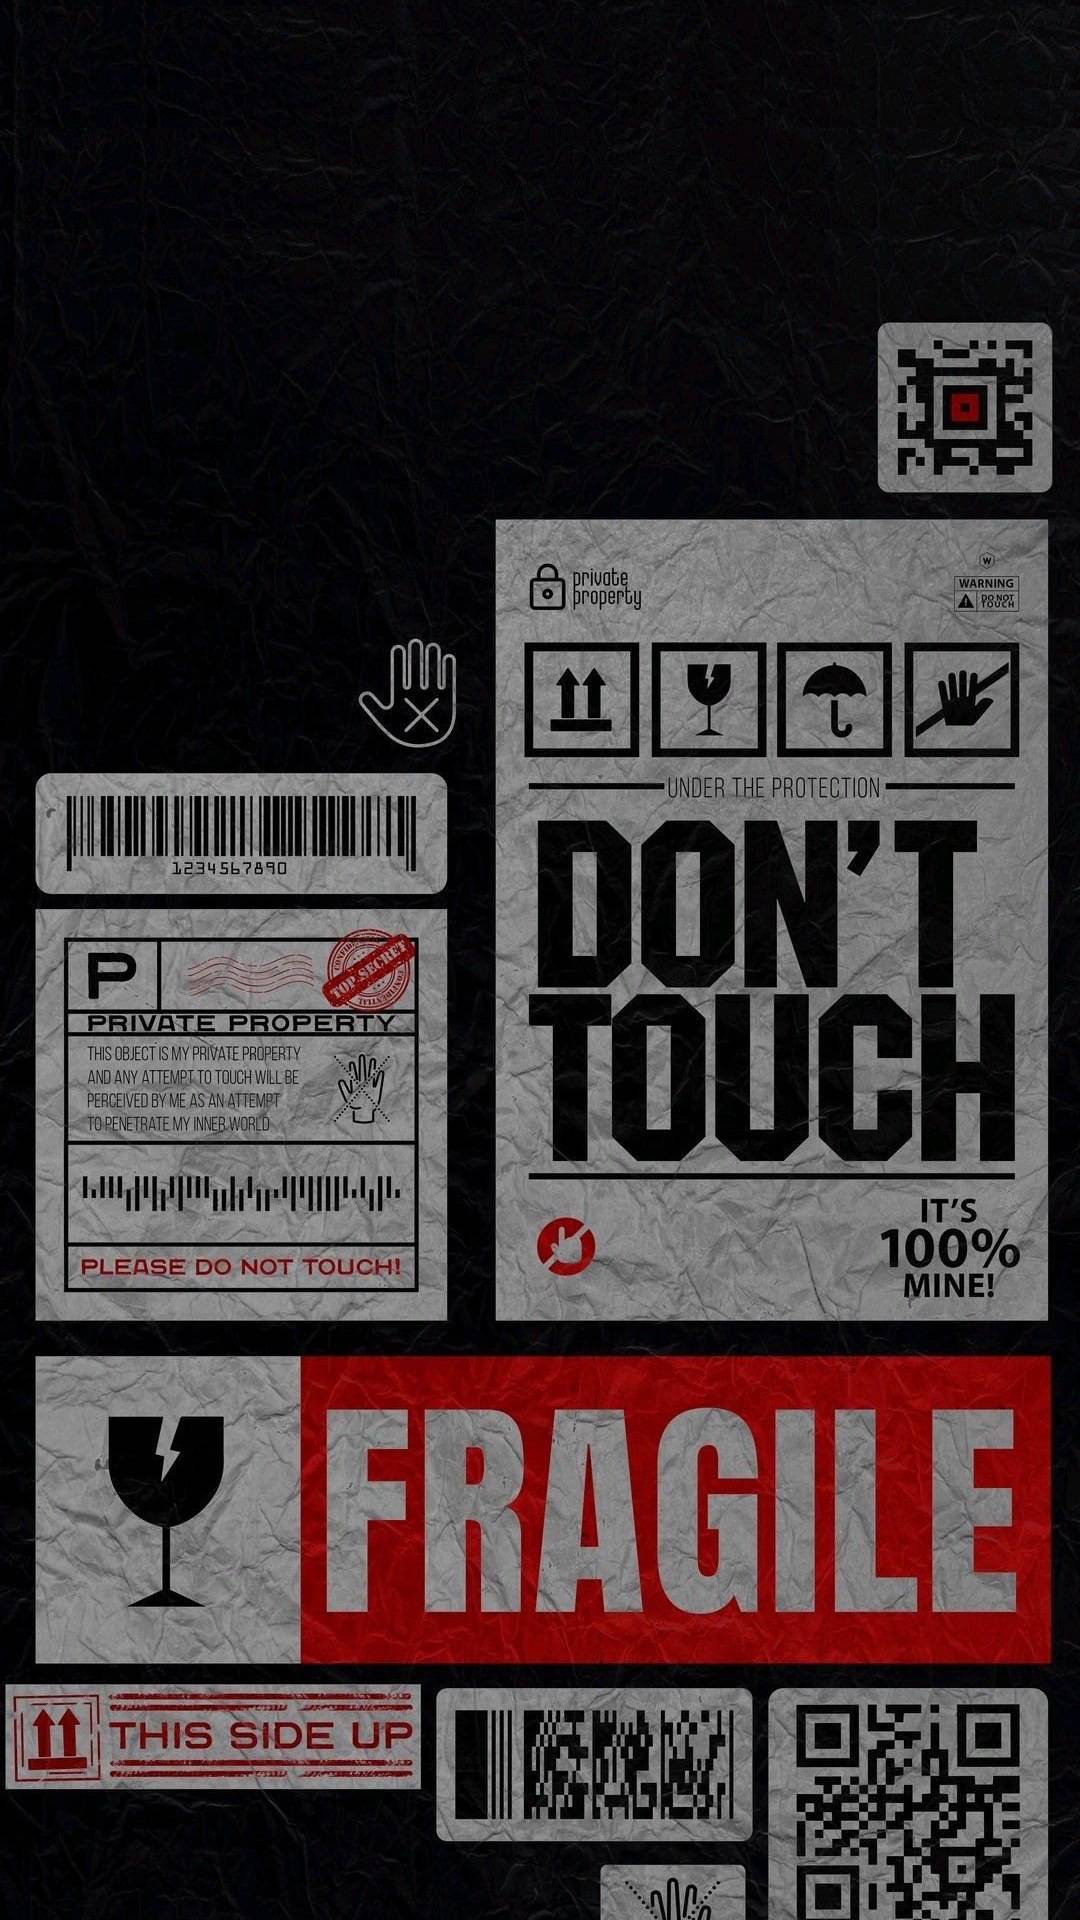 private
property
W
WARNING
DO NOT
TOUCH
UNDER THE PROTECTION
DON'T
TOUCH
IT'S
100%
MINE!
1234567890
P
CONFIDENTIAL
TOP SECRET
CONFIDENTIAL
PRIVATE PROPERTY
THIS OBJECT IS MY PRIVATE PROPERTY
AND ANY ATTEMPT TO TOUCH WILL BE
PERCEIVED BY ME AS AN ATTEMPT
TO PENETRATE MY INNER WORLD
PLEASE DO NOT TOUCH!
FRAGILE
THIS SIDE UP